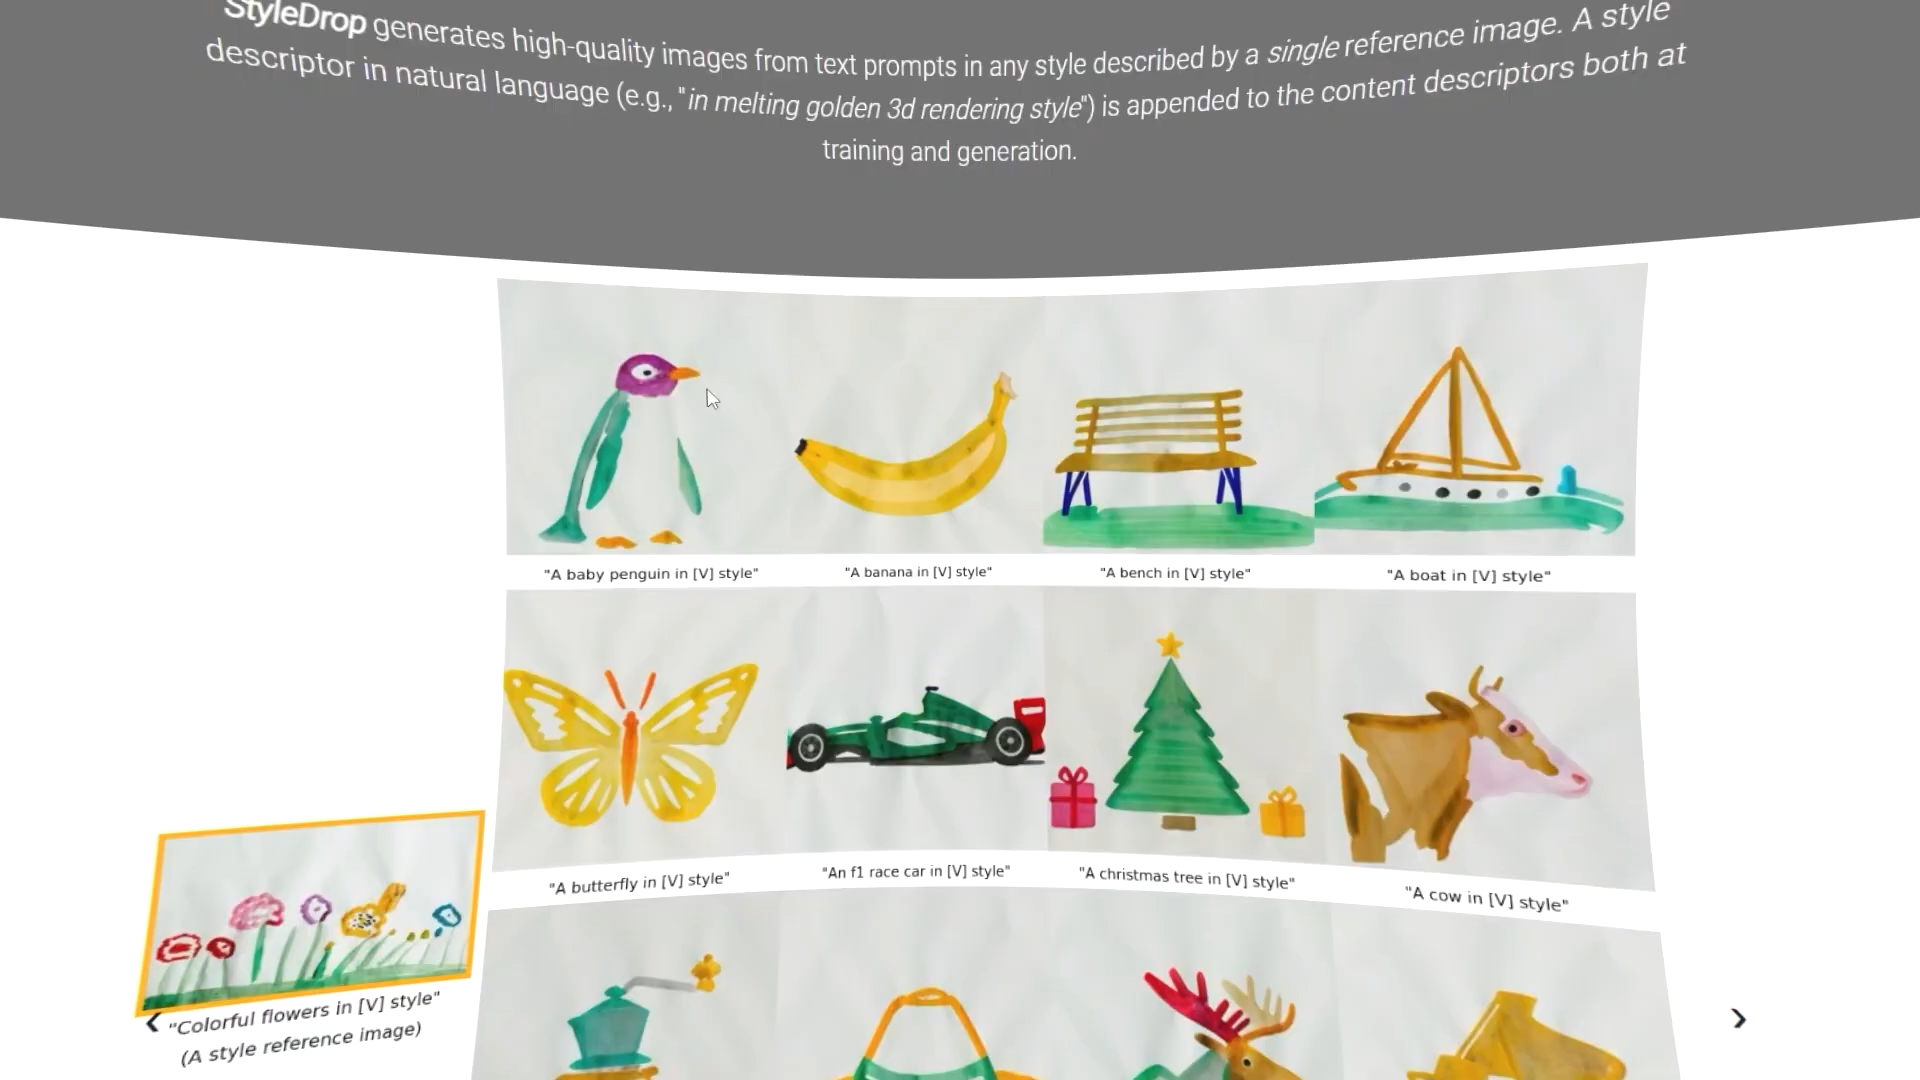 StyleDrop generates high-quality images from text prompts in any style described by a single reference image. A style
descriptor in natural language (e.g., "in melting golden 3d rendering style") is appended to the content descriptors both at
training and generation.
"A baby penguin in [V] style"
"A banana in [V] style"
"A bench in [V] style"
"A boat in [V] style"
"A butterfly in [V] style"
"An f1 race car in [V] style"
"A christmas tree in [V] style"
"A cow in [V] style"
"Colorful flowers in [V] style"
(A style reference image)